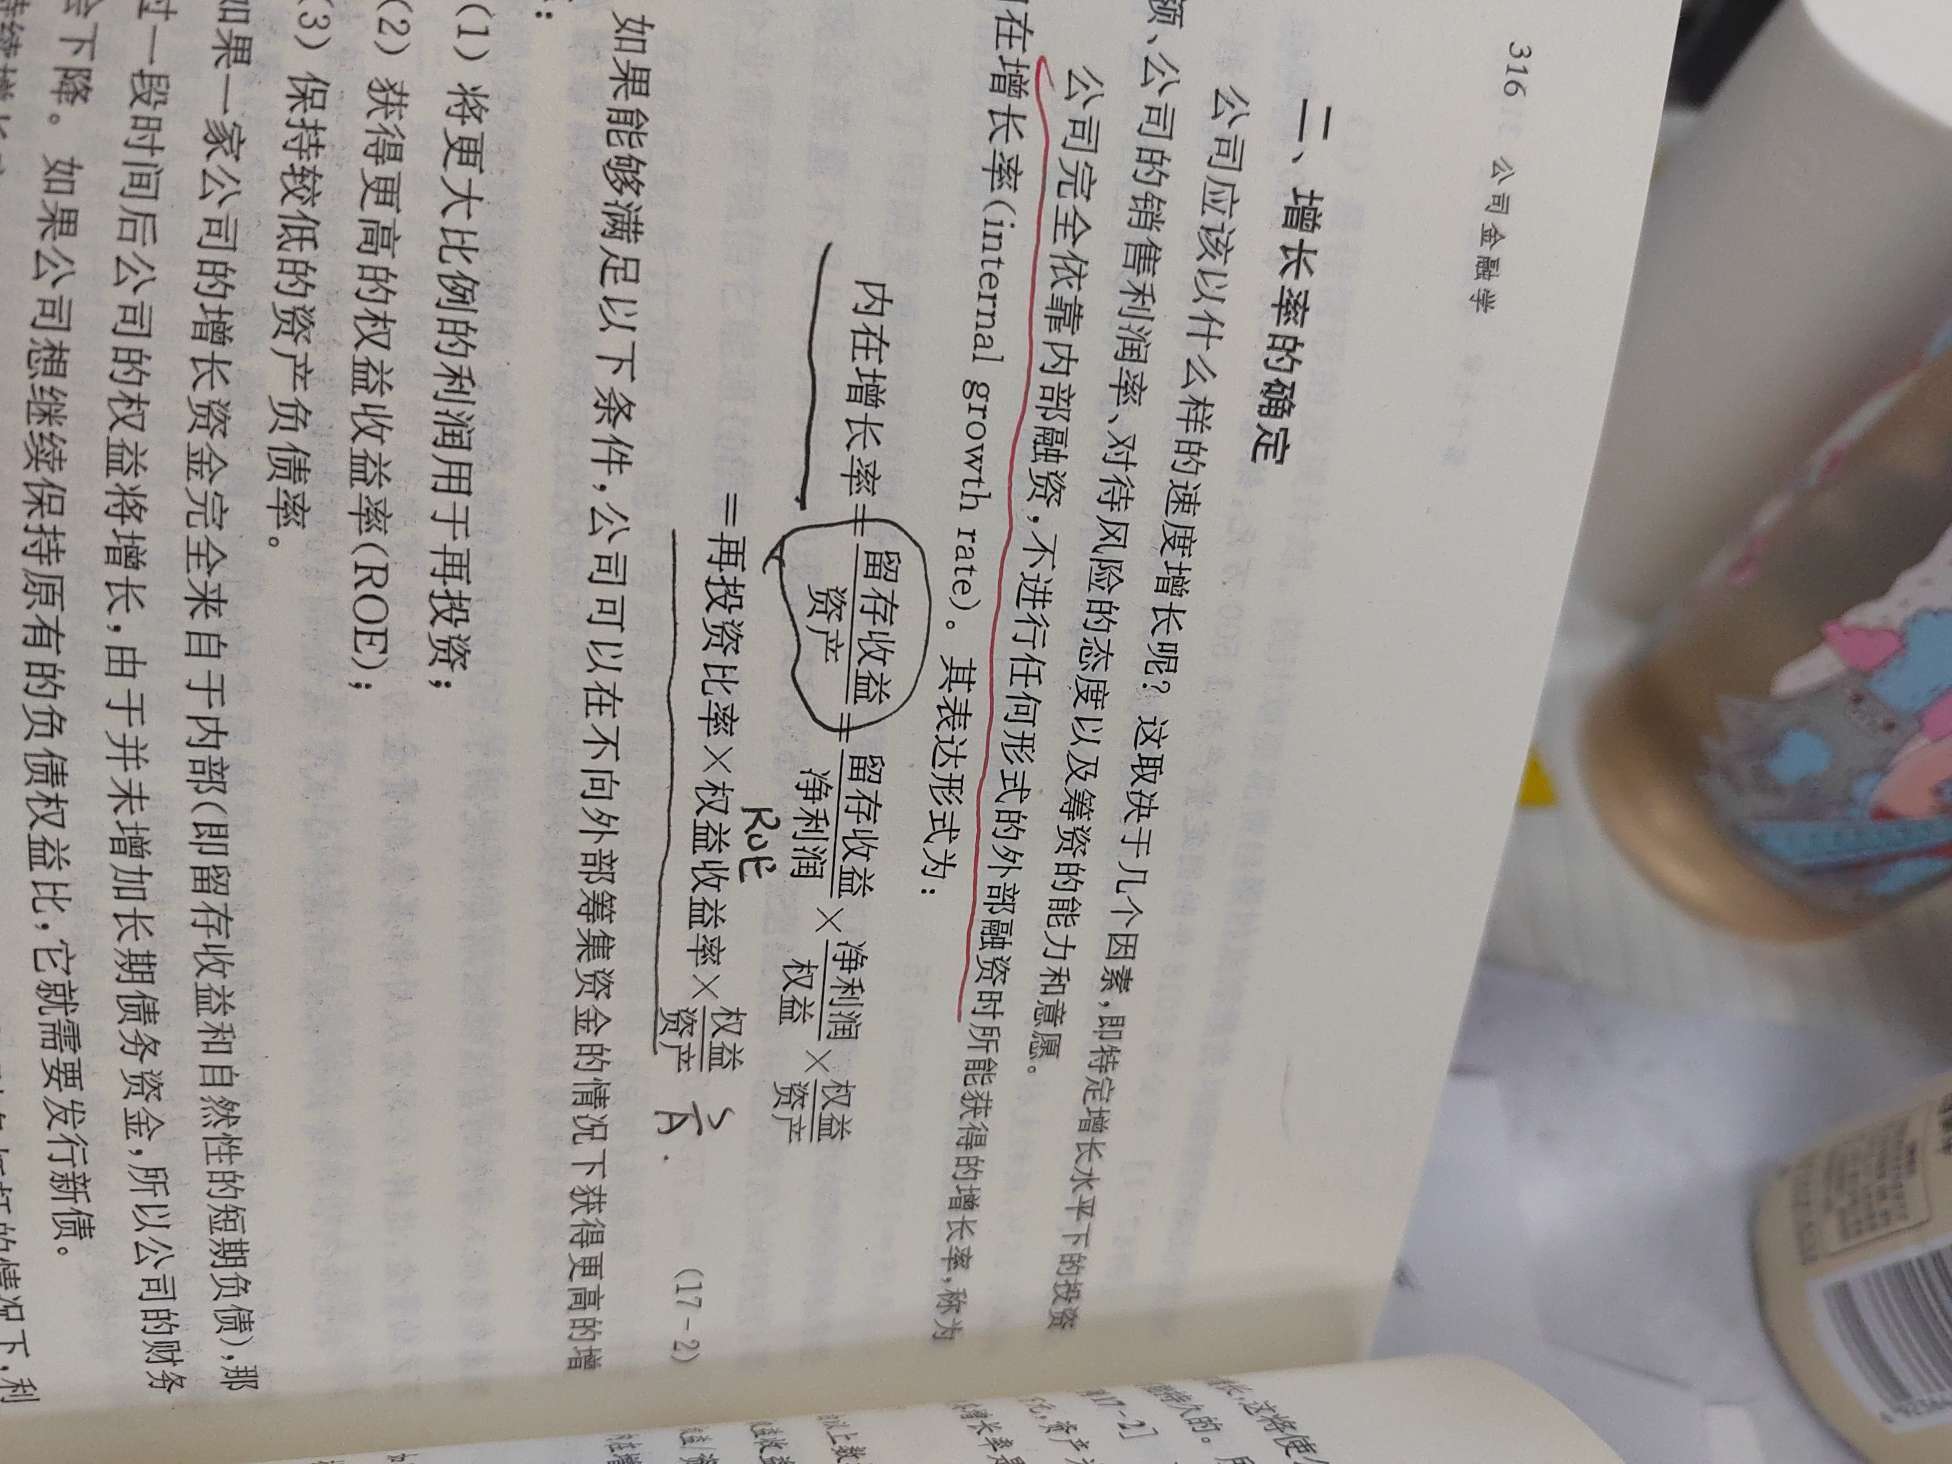 316 公司金融学
二、增长率的确定
公司应该以什么样的速度增长呢？这取决于几个因素，即特定增长水平下的投资
额、公司的销售利润率、对待风险的态度以及筹资的能力和意愿。
公司完全依靠内部融资，不进行任何形式的外部融资时所能获得的增长率，称为
内在增长率(internal growth rate)。其表达形式为：
内在增长率=留存收益/资产=留存收益/净利润×净利润/权益×权益/资产
ROE
=再投资比率×权益收益率×权益/资产 (17-2)
如果能够满足以下条件，公司可以在不向外部筹集资金的情况下获得更高的增
(1) 将更大比例的利润用于再投资；
(2) 获得更高的权益收益率(ROE)；
(3) 保持较低的资产负债率。
如果一家公司的增长资金完全来自于内部(即留存收益和自然性的短期负债)，那
过一段时间后公司的权益将增长，由于并未增加长期债务资金，所以公司的财务
会下降。如果公司想继续保持原有的负债权益比，它就需要发行新债。